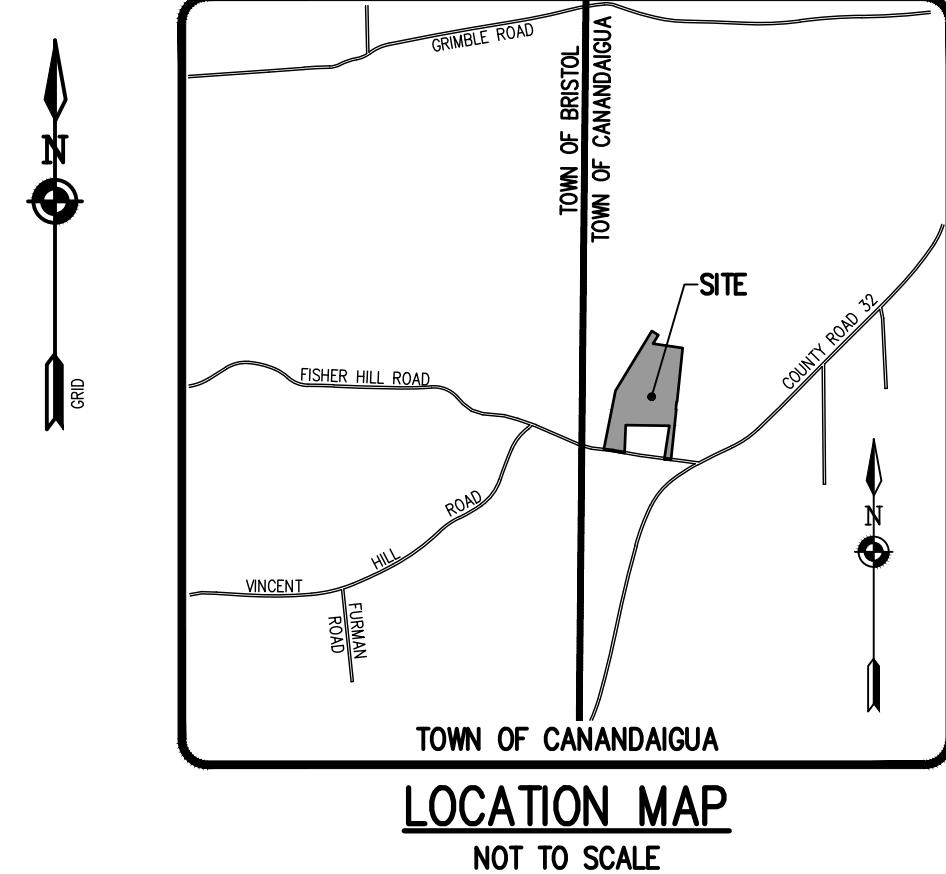 GRIMBLE ROAD
TOWN OF BRISTOL
TOWN OF CANANDAIGUA
N
GRID
SITE
COUNTY ROAD 32
FISHER HILL ROAD
VINCENT HILL ROAD
FURMAN
ROAD
N
TOWN OF CANANDAIGUA
LOCATION MAP
NOT TO SCALE